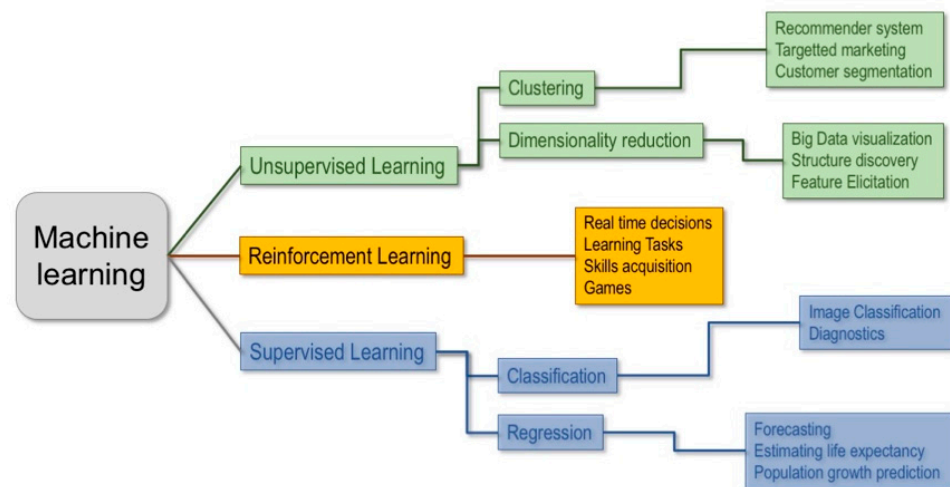 Machine
learning
Unsupervised Learning
Clustering
Recommender system
Targetted marketing
Customer segmentation
Dimensionality reduction
Big Data visualization
Structure discovery
Feature Elicitation
Reinforcement Learning
Real time decisions
Learning Tasks
Skills acquisition
Games
Supervised Learning
Classification
Image Classification
Diagnostics
Regression
Forecasting
Estimating life expectancy
Population growth prediction